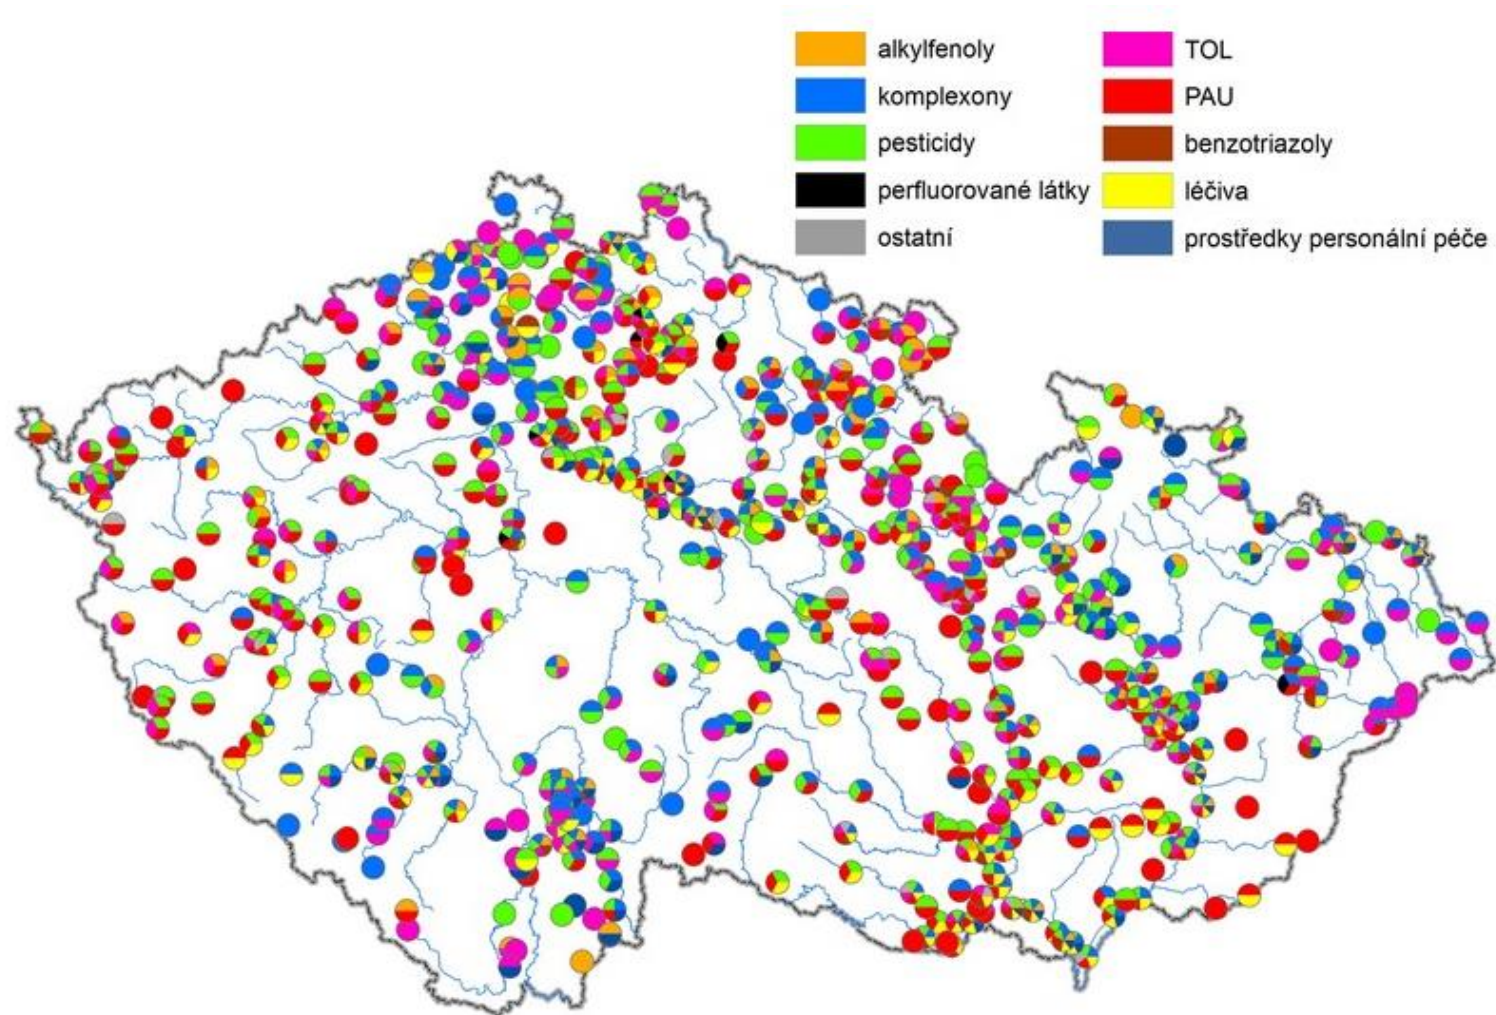 alkylfenoly
komplexony
pesticidy
perfluorované látky
ostatní
TOL
PAU
benzotriazoly
léčiva
prostředky personální péče